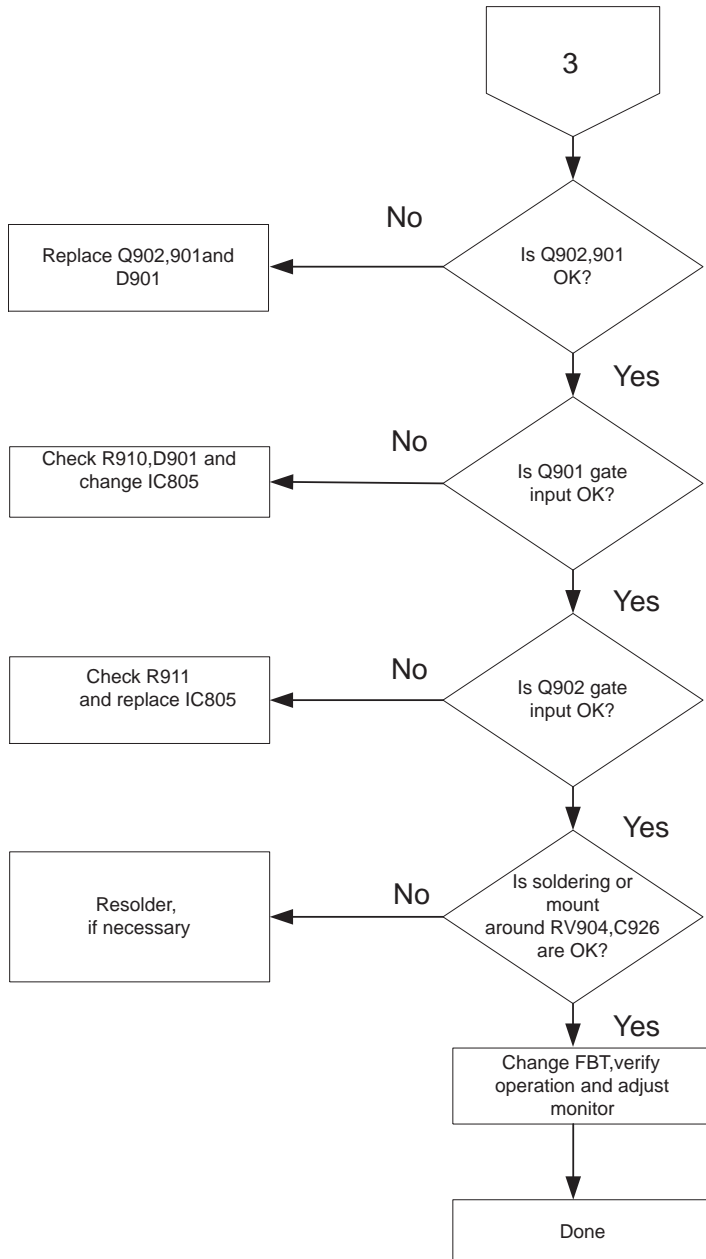 3
No
Replace Q902,901and
D901
Is Q902,901
OK?
Yes
No
Check R910,D901 and
change IC805
Is Q901 gate
input OK?
Yes
No
Check R911
and replace IC805
Is Q902 gate
input OK?
Yes
No
Resolder,
if necessary
Is soldering or
mount
around RV904,C926
are OK?
Yes
Change FBT,verify
operation and adjust
monitor
Done